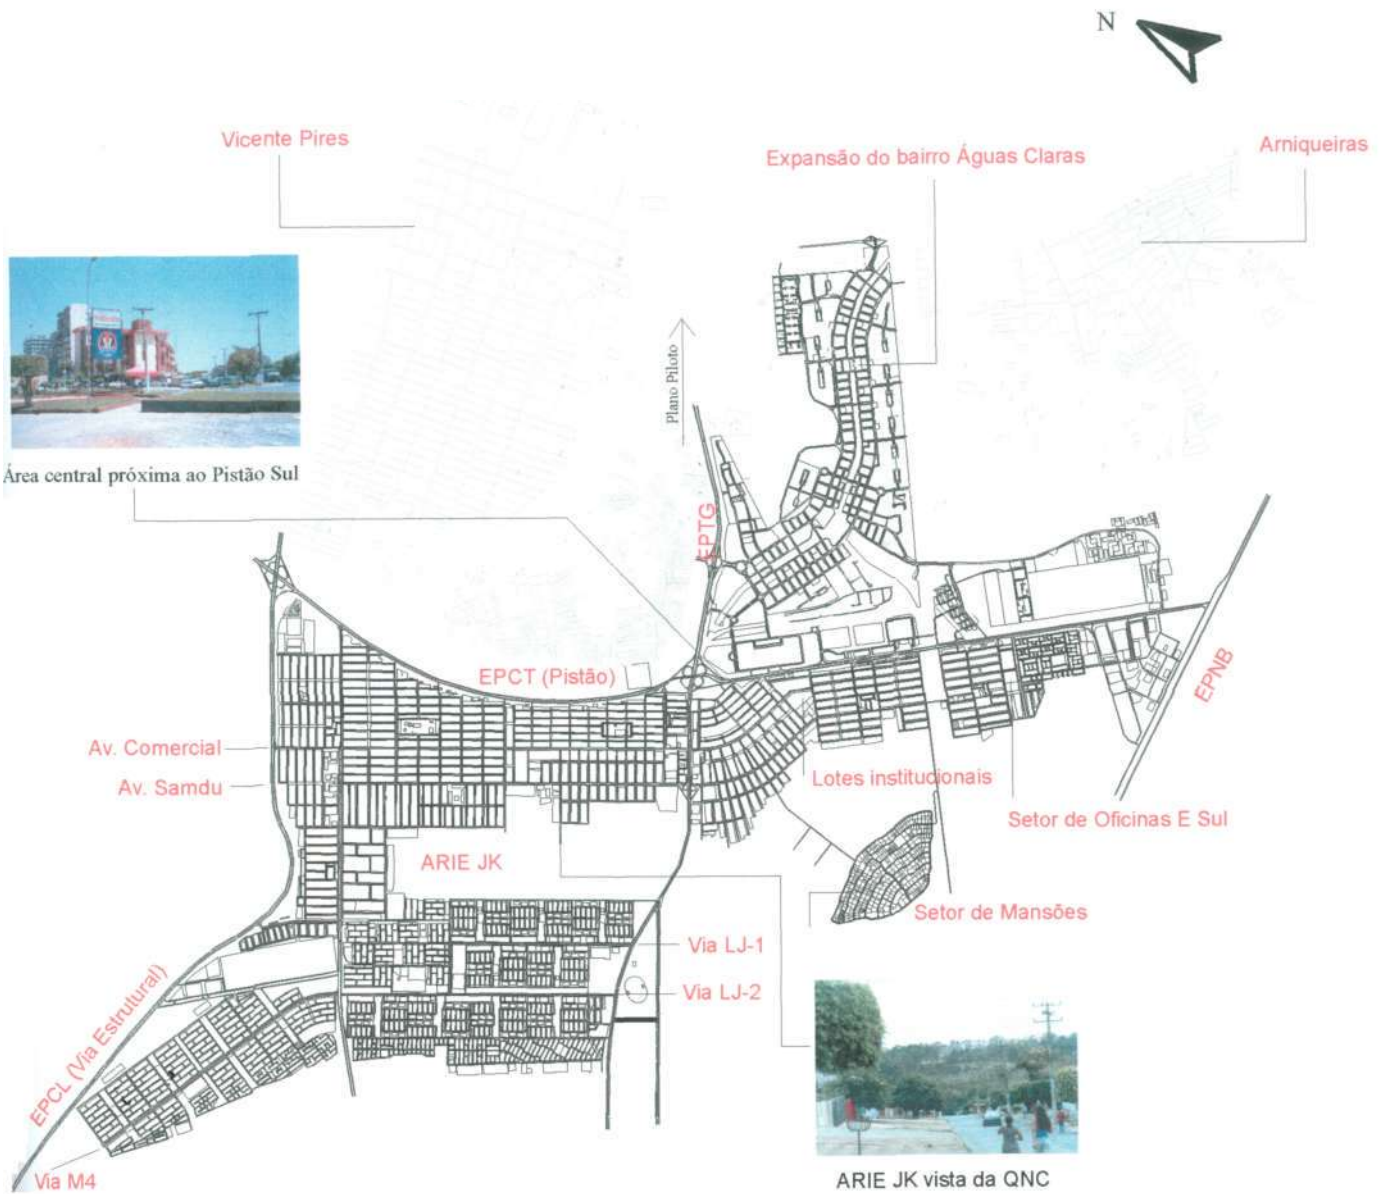 N
Vicente Pires
Expansão do bairro Águas Claras
Arniqueiras
Plano Piloto
Área central próxima ao Pistão Sul
EPTG
EPCT (Pistão)
EPNB
Av. Comercial
Av. Samdu
Lotes institucionais
Setor de Oficinas E Sul
ARIE JK
Setor de Mansões
Via LJ-1
Via LJ-2
EPCL (Via Estrutural)
Via M4
ARIE JK vista da QNC